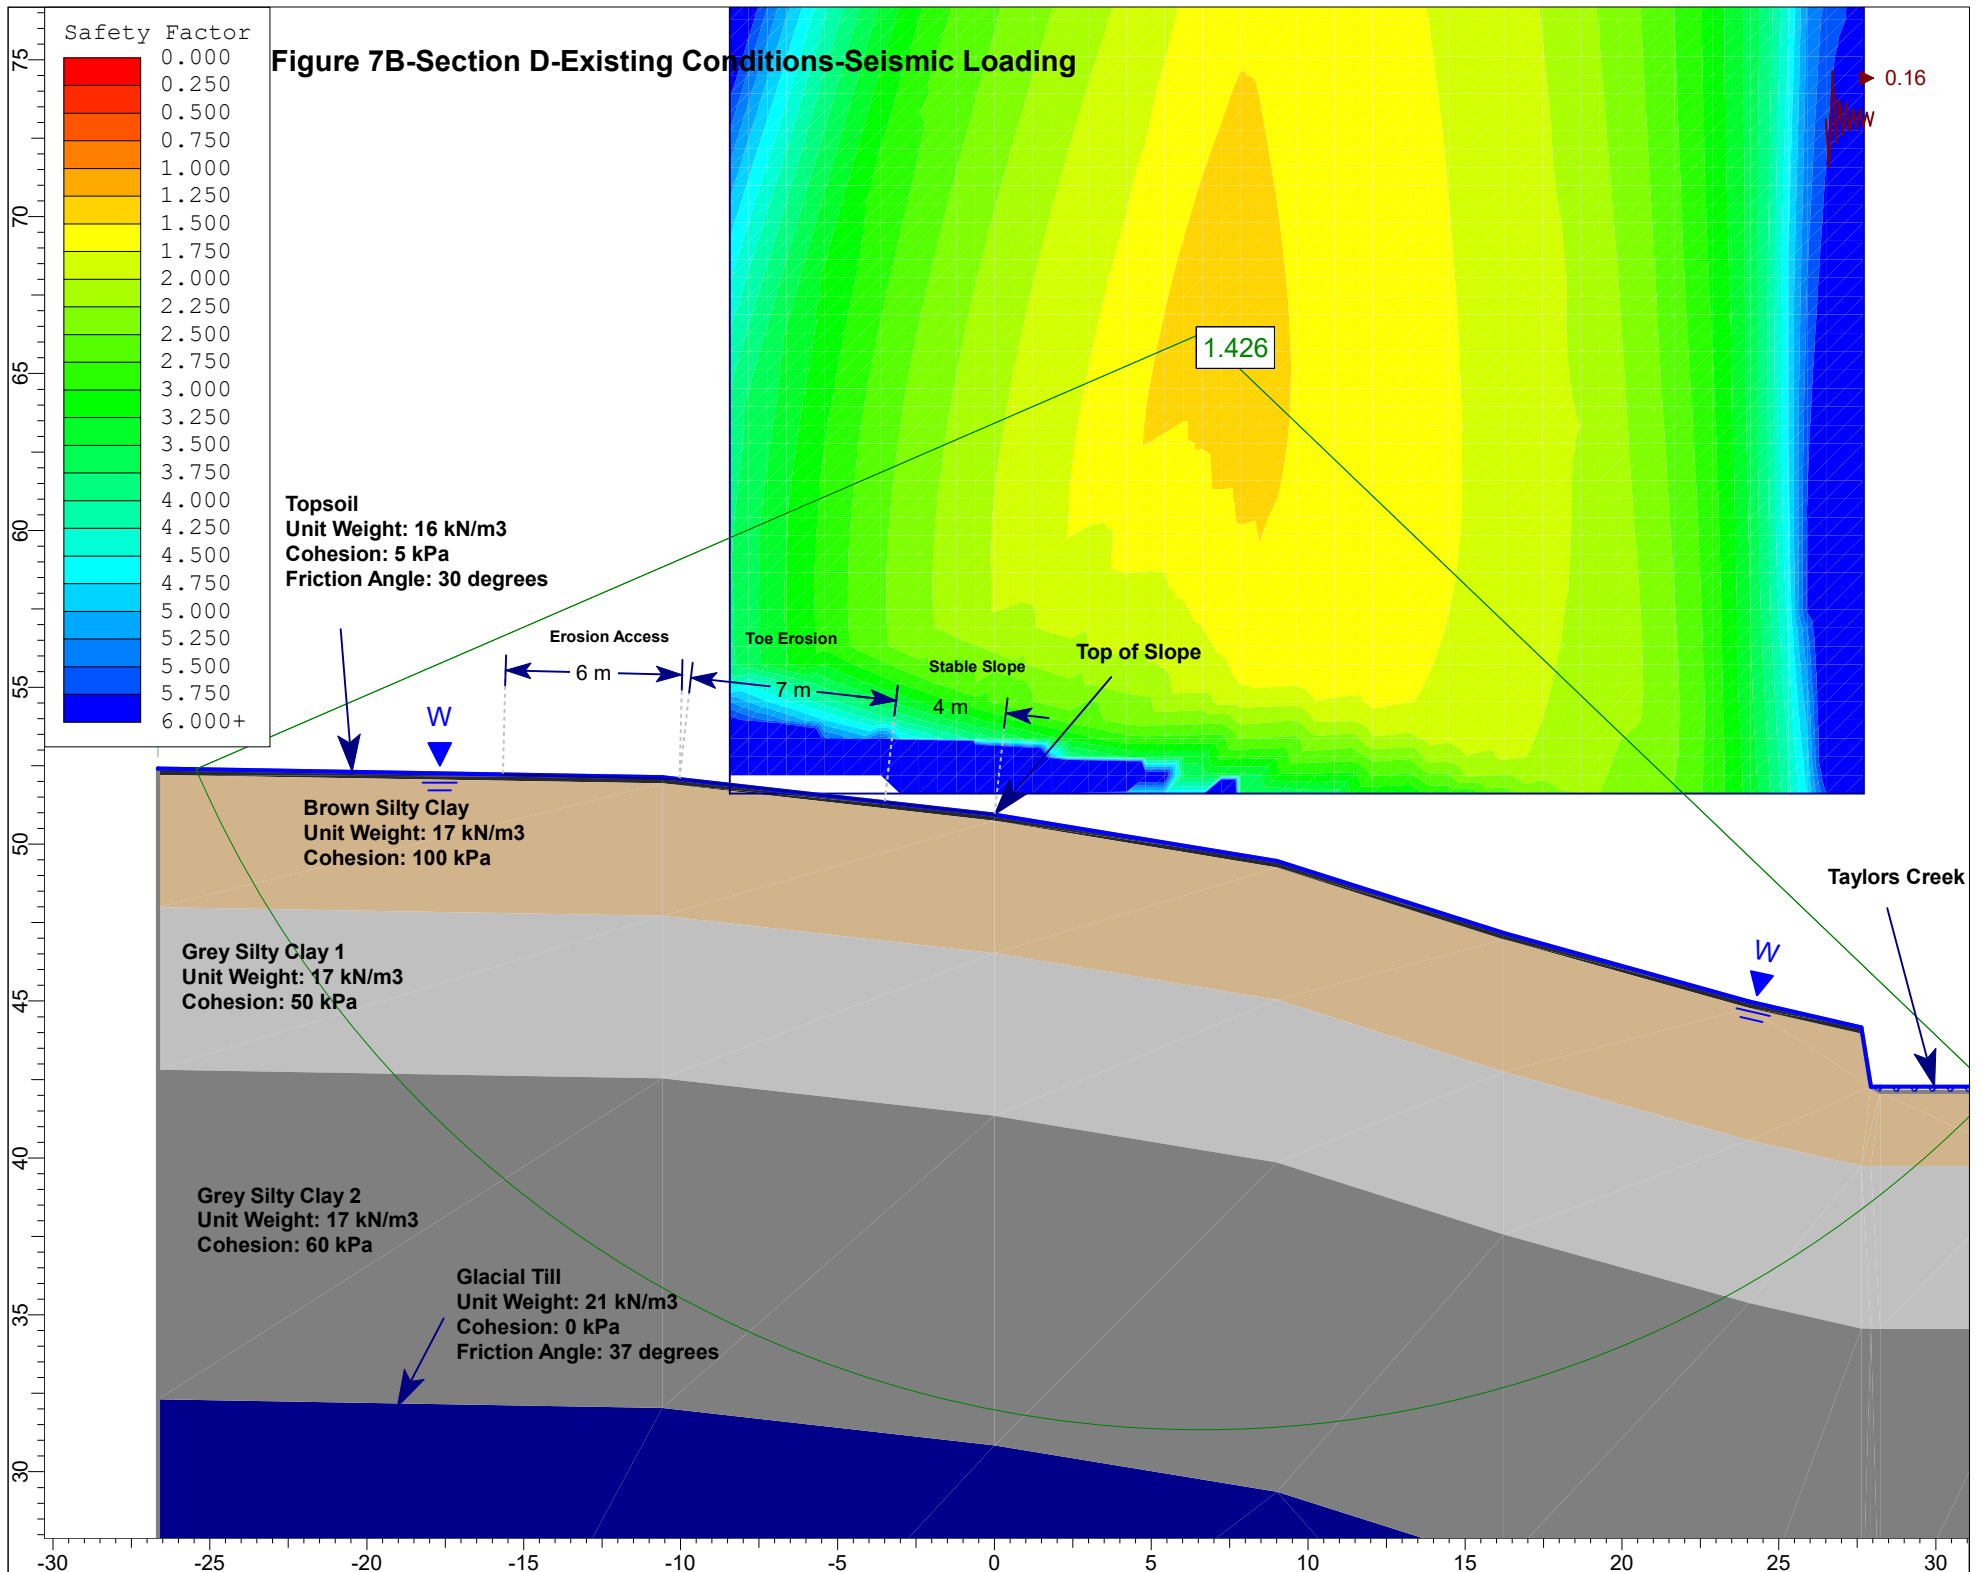 Safety Factor
0.000
0.250
0.500
0.750
1.000
1.250
1.500
1.750
2.000
2.250
2.500
2.750
3.000
3.250
3.500
3.750
4.000
4.250
4.500
4.750
5.000
5.250
5.500
5.750
6.000+
Figure 7B-Section D-Existing Conditions-Seismic Loading
0.16
1.426
Topsoil
Unit Weight: 16 kN/m3
Cohesion: 5 kPa
Friction Angle: 30 degrees
Erosion Access
6 m
Toe Erosion
7 m
Stable Slope
4 m
Top of Slope
W
Brown Silty Clay
Unit Weight: 17 kN/m3
Cohesion: 100 kPa
Taylors Creek
W
Grey Silty Clay 1
Unit Weight: 17 kN/m3
Cohesion: 50 kPa
Grey Silty Clay 2
Unit Weight: 17 kN/m3
Cohesion: 60 kPa
Glacial Till
Unit Weight: 21 kN/m3
Cohesion: 0 kPa
Friction Angle: 37 degrees
75
70
65
60
55
50
45
40
35
30
-30 -25 -20 -15 -10 -5 0 5 10 15 20 25 30